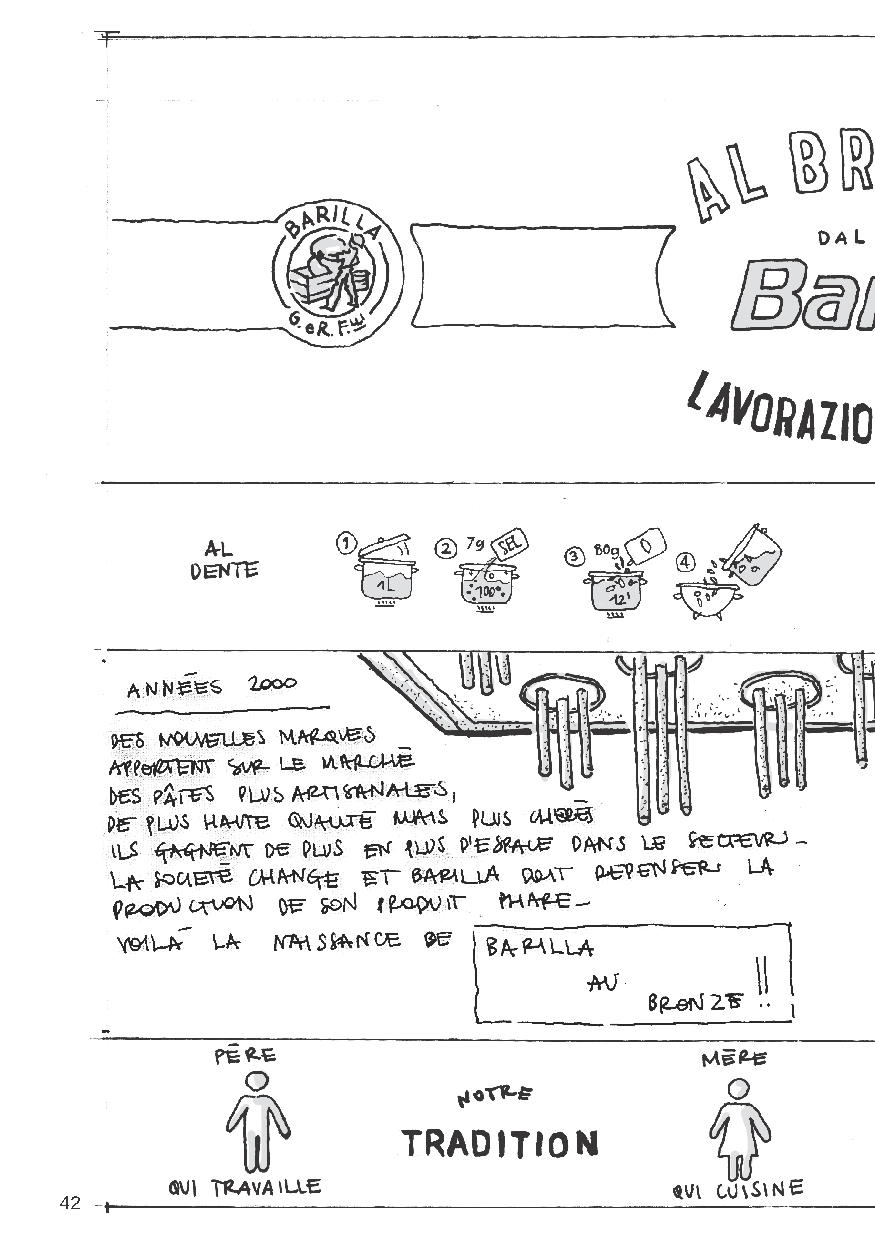 AL BR
BARILLA
G. e R. F.lli
DAL
Bar
LAVORAZIO
AL
DENTE
1
2
7g
SEL
3
80g
4
1L
100°
12'
ANNÉES 2000
DES NOUVELLES MARQUES
APPORTENT SUR LE MARCHÉ
DES PÂTES PLUS ARTISANALES,
DE PLUS HAUTE QUALITÉ MAIS PLUS CHÈRES
ILS GAGNENT DE PLUS EN PLUS D'ESPACE DANS LE SECTEUR.
LA SOCIETÉ CHANGE ET BARILLA DOIT REPENSER LA
PRODUCTION DE SON PRODUIT PHARE.
VOILÀ LA NAISSANCE DE
BARILLA
AU
BRONZE !!
PÈRE
MÈRE
NOTRE
TRADITION
QUI TRAVAILLE
QUI CUISINE
42